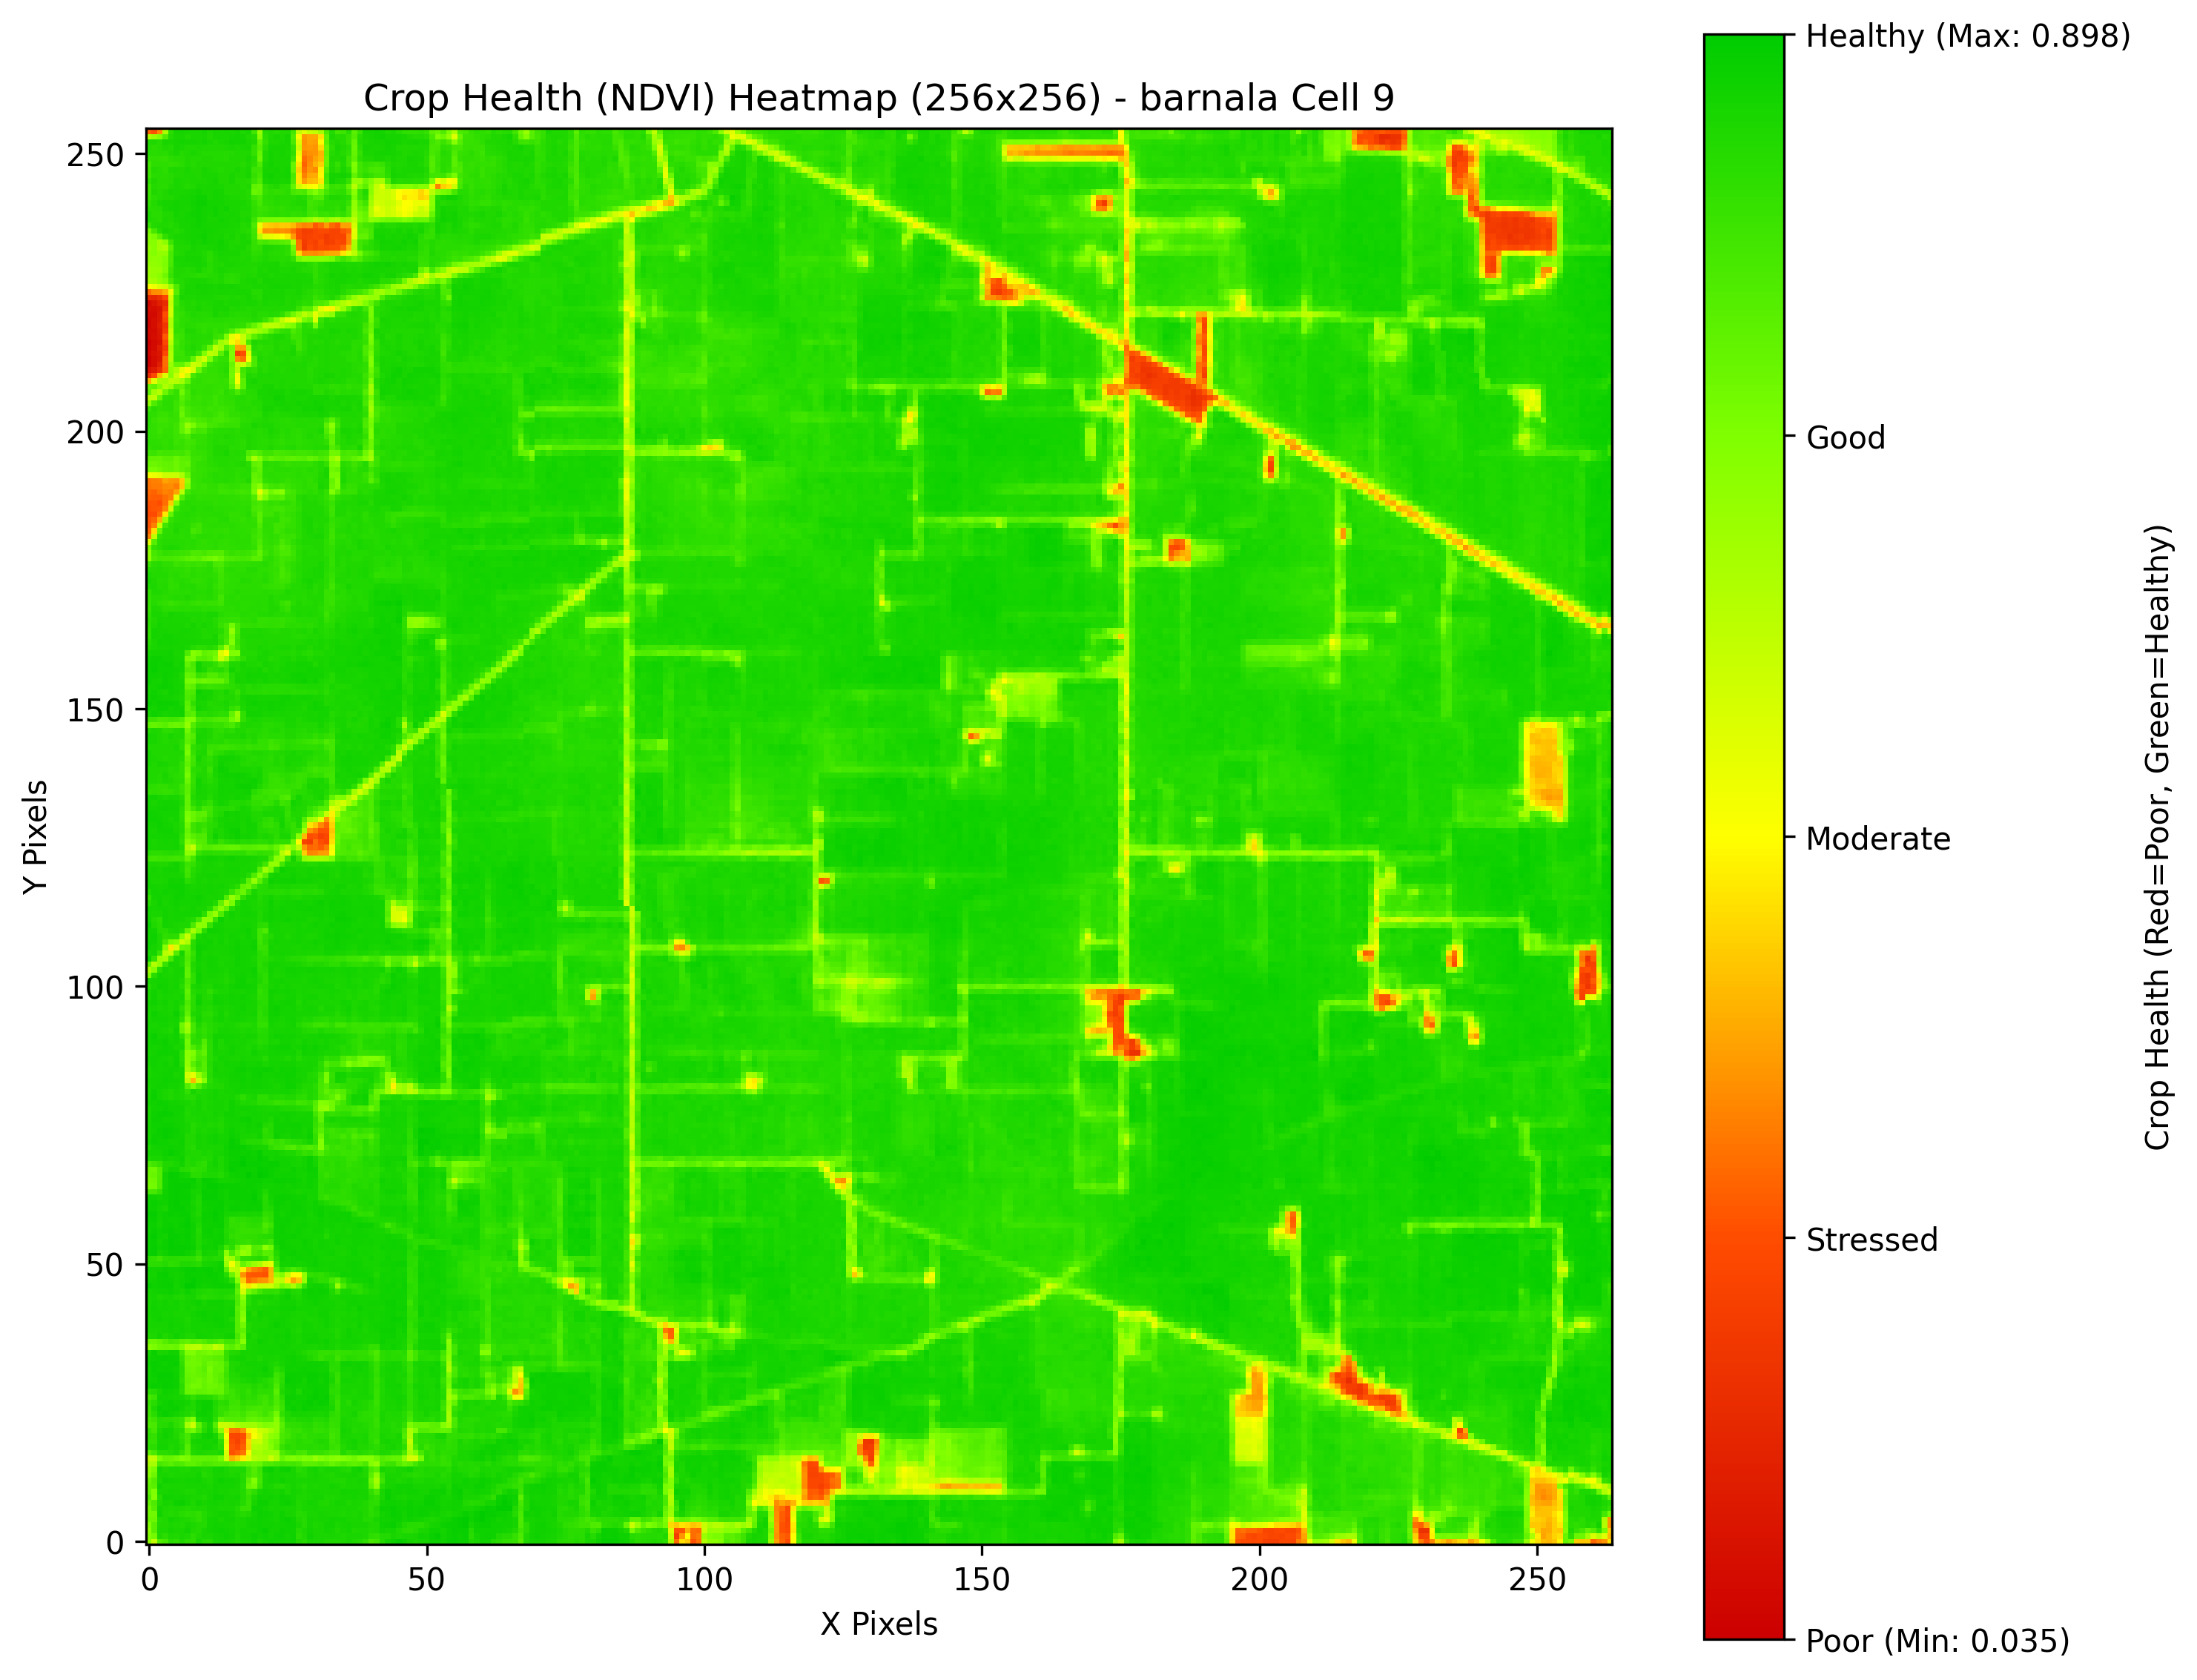 Crop Health (NDVI) Heatmap (256x256) - barnala Cell 9
Healthy (Max: 0.898)
Good
Moderate
Stressed
Poor (Min: 0.035)
Crop Health (Red=Poor, Green=Healthy)
Y Pixels
250
200
150
100
50
0
0 50 100 150 200 250
X Pixels